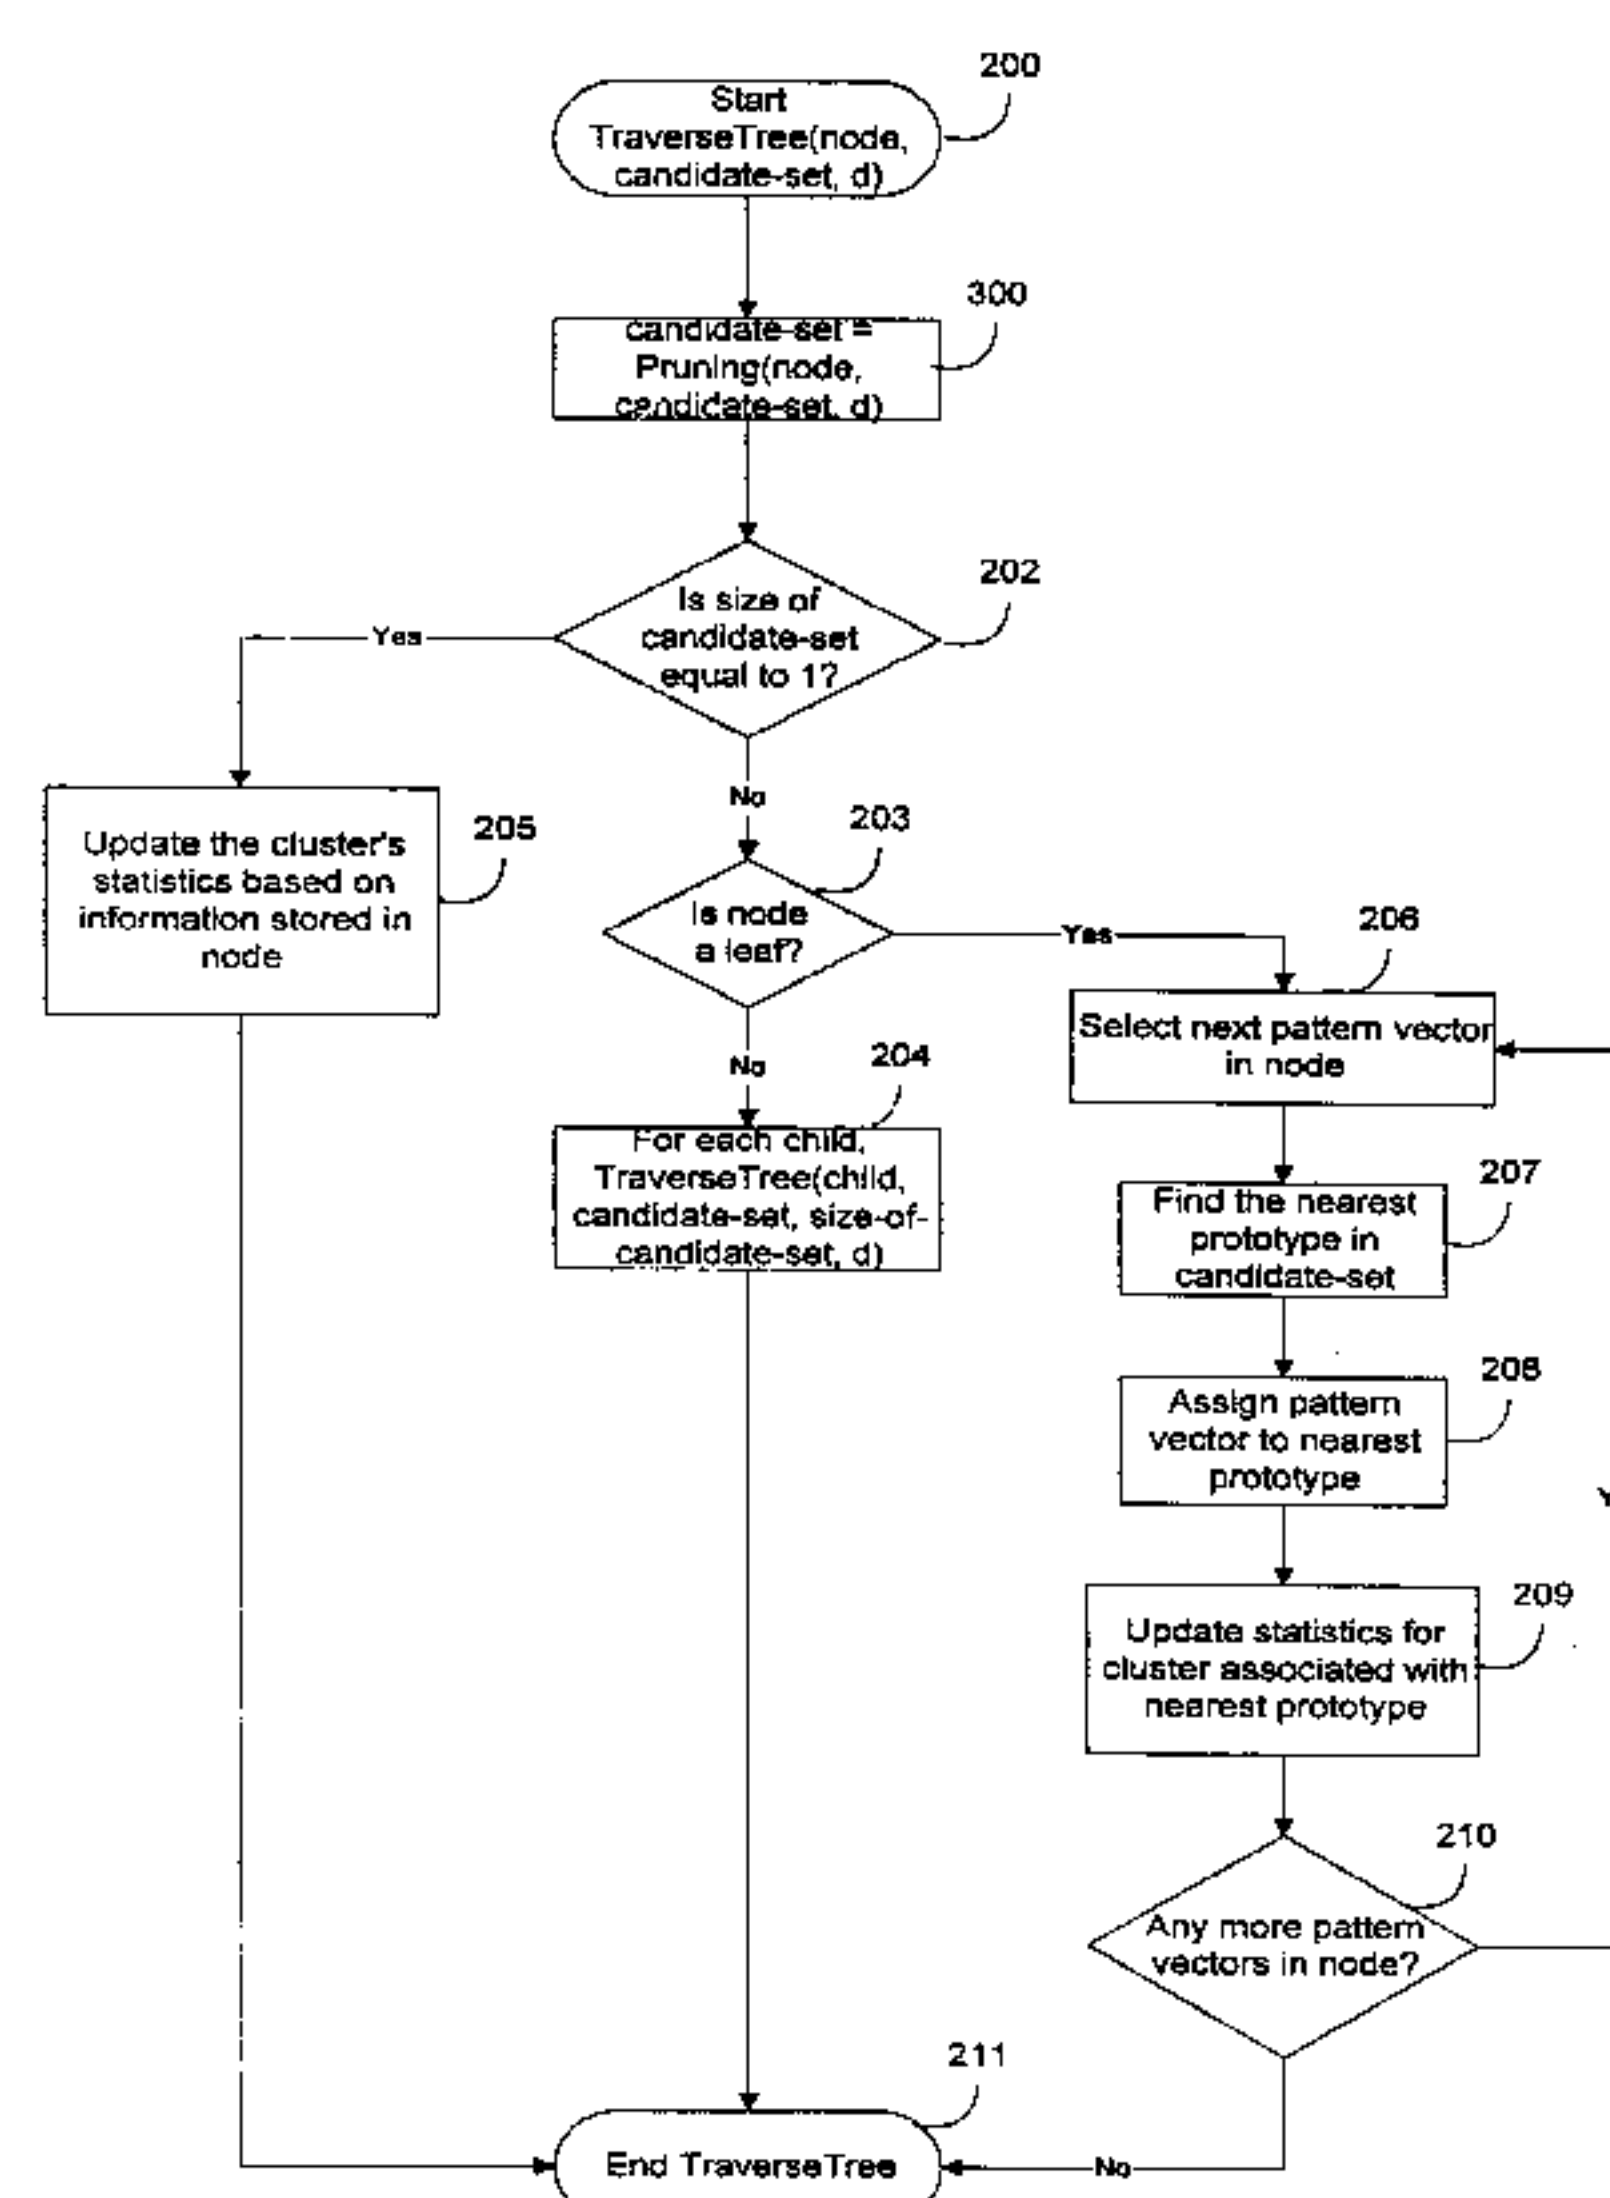 200
Start
TraverseTree(node,
candidate-set, d)
300
candidate-set =
Pruning(node,
candidate-set, d)
202
Is size of
candidate-set
equal to 1?
Yes
No
205
Update the cluster's
statistics based on
information stored in
node
203
Is node
a leaf?
Yes
No
206
Select next pattern vector
in node
204
For each child,
TraverseTree(child,
candidate-set, size-of-
candidate-set, d)
207
Find the nearest
prototype in
candidate-set
208
Assign pattern
vector to nearest
prototype
209
Update statistics for
cluster associated with
nearest prototype
210
Any more pattern
vectors in node?
No
211
End TraverseTree